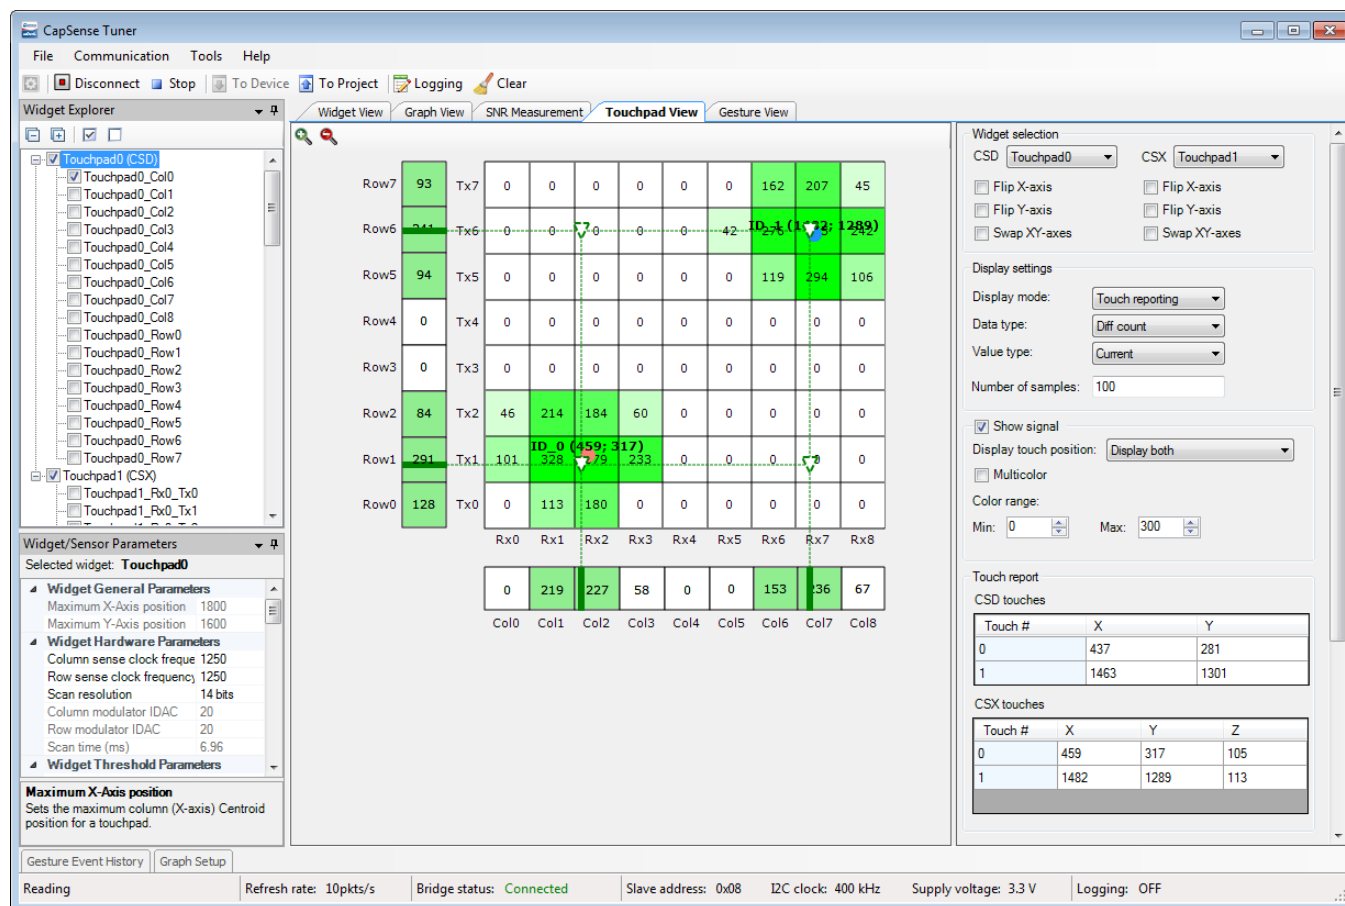 CapSense Tuner
File Communication Tools Help
Disconnect Stop To Device To Project Logging Clear
Widget Explorer
Touchpad0 (CSD)
Touchpad0_Col0
Touchpad0_Col1
Touchpad0_Col2
Touchpad0_Col3
Touchpad0_Col4
Touchpad0_Col5
Touchpad0_Col6
Touchpad0_Col7
Touchpad0_Col8
Touchpad0_Row0
Touchpad0_Row1
Touchpad0_Row2
Touchpad0_Row3
Touchpad0_Row4
Touchpad0_Row5
Touchpad0_Row6
Touchpad0_Row7
Touchpad1 (CSX)
Touchpad1_Rx0_Tx0
Touchpad1_Rx0_Tx1
Widget/Sensor Parameters
Selected widget: Touchpad0
Widget General Parameters
Maximum X-Axis position 1800
Maximum Y-Axis position 1600
Widget Hardware Parameters
Column sense clock freque 1250
Row sense clock frequency 1250
Scan resolution 14 bits
Column modulator IDAC 20
Row modulator IDAC 20
Scan time (ms) 6.96
Widget Threshold Parameters
Maximum X-Axis position
Sets the maximum column (X-axis) Centroid
position for a touchpad.
Widget View Graph View SNR Measurement Touchpad View Gesture View
Row7 93 Tx7 0 0 0 0 0 0 162 207 45
Row6 241 Tx6 0 0 0 0 42 276 242
ID_1 (1482; 1289)
Row5 94 Tx5 0 0 0 0 0 0 119 294 106
Row4 0 Tx4 0 0 0 0 0 0 0 0 0
Row3 0 Tx3 0 0 0 0 0 0 0 0 0
Row2 84 Tx2 46 214 184 60 0 0 0 0 0
ID_0 (459; 317)
Row1 291 Tx1 101 328 279 233 0 0 0 0
Row0 128 Tx0 0 113 180 0 0 0 0 0 0
Rx0 Rx1 Rx2 Rx3 Rx4 Rx5 Rx6 Rx7 Rx8
0 219 227 58 0 0 153 236 67
Col0 Col1 Col2 Col3 Col4 Col5 Col6 Col7 Col8
Widget selection
CSD Touchpad0 CSX Touchpad1
Flip X-axis Flip X-axis
Flip Y-axis Flip Y-axis
Swap XY-axes Swap XY-axes
Display settings
Display mode: Touch reporting
Data type: Diff count
Value type: Current
Number of samples: 100
Show signal
Display touch position: Display both
Multicolor
Color range:
Min: 0 Max: 300
Touch report
CSD touches
Touch # X Y
0 437 281
1 1463 1301
CSX touches
Touch # X Y Z
0 459 317 105
1 1482 1289 113
Gesture Event History Graph Setup
Reading Refresh rate: 10pkts/s Bridge status: Connected Slave address: 0x08 I2C clock: 400 kHz Supply voltage: 3.3 V Logging: OFF